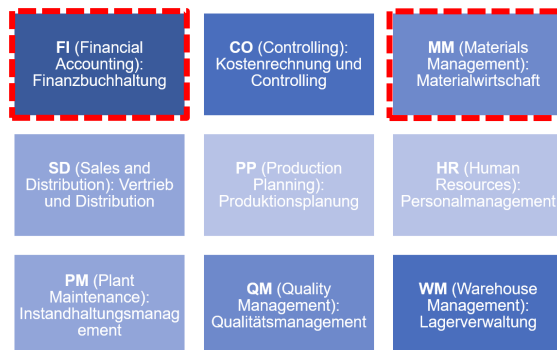 FI (Financial
Accounting):
Finanzbuchhaltung
CO (Controlling):
Kostenrechnung und
Controlling
MM (Materials
Management):
Materialwirtschaft
SD (Sales and
Distribution): Vertrieb
und Distribution
PP (Production
Planning):
Produktionsplanung
HR (Human
Resources):
Personalmanagement
PM (Plant
Maintenance):
Instandhaltungsmanag
ement
QM (Quality
Management):
Qualitätsmanagement
WM (Warehouse
Management):
Lagerverwaltung